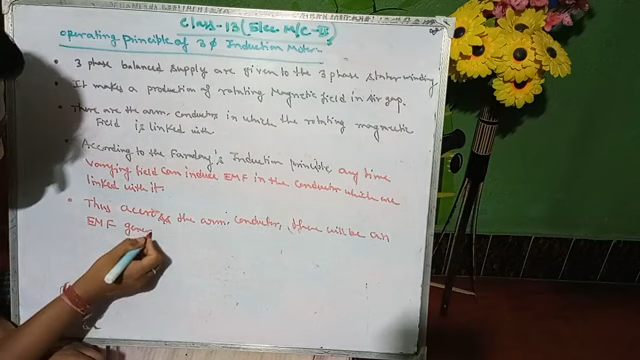 Class-13 (Elec. M/C-II)
operating principle of 3φ Induction Motor
• 3 phase balanced supply are given to the 3 phase stator winding
• It makes a production of rotating Magnetic field in Air gap.
• There are the arm. conductors in which the rotating magnetic
field is linked with
• According to the Faraday's Induction principle any time
varying field can induce EMF in the conductor which are
linked with it.
• Thus across the arm. conductors, there will be an
EMF gene